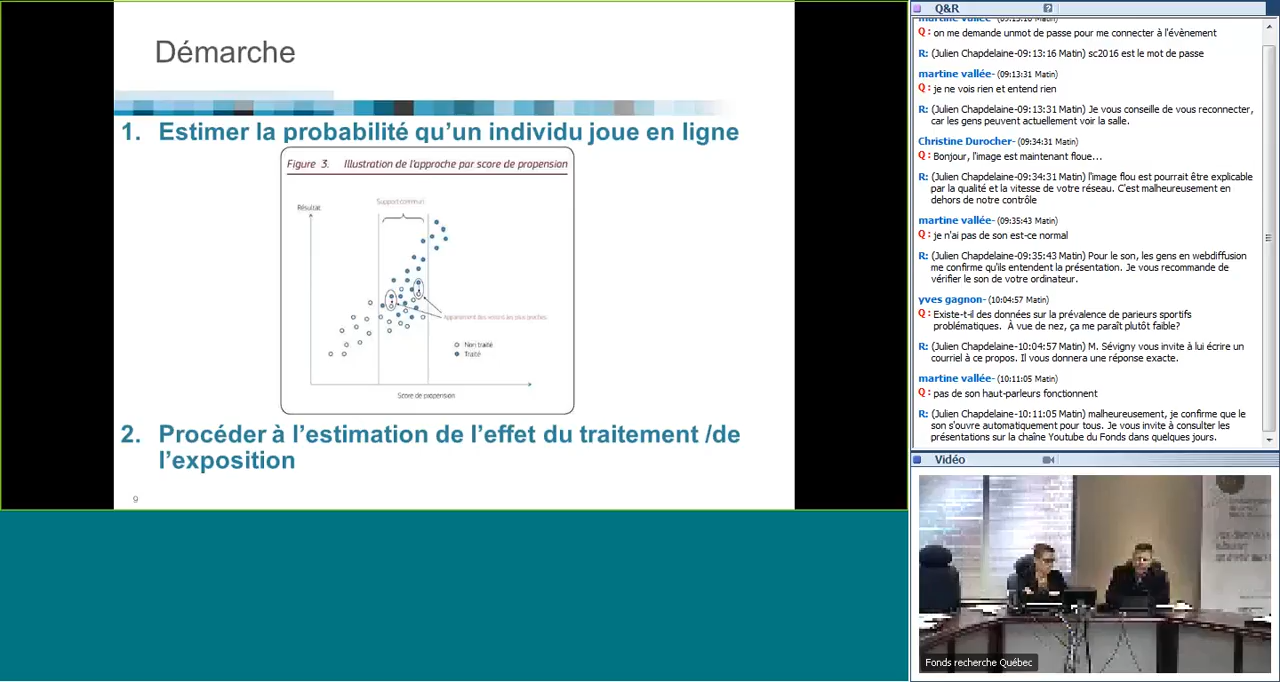 Démarche
1. Estimer la probabilité qu'un individu joue en ligne
Figure 3. Illustration de l'approche par score de propension
Support commun
Résultat
Appariement des voisins les plus proches
Non traité
Traité
Score de propension
2. Procéder à l'estimation de l'effet du traitement /de
l'exposition
9
Q&R
martine vallée- (09:13:16 Matin)
Q : on me demande unmot de passe pour me connecter à l'évènement
R: (Julien Chapdelaine-09:13:16 Matin) sc2016 est le mot de passe
martine vallée- (09:13:31 Matin)
Q : je ne vois rien et entend rien
R: (Julien Chapdelaine-09:13:31 Matin) Je vous conseille de vous reconnecter,
car les gens peuvent actuellement voir la salle.
Christine Durocher- (09:34:31 Matin)
Q : Bonjour, l'image est maintenant floue...
R: (Julien Chapdelaine-09:34:31 Matin) l'image flou est pourrait être explicable
par la qualité et la vitesse de votre réseau. C'est malheureusement en
dehors de notre contrôle
martine vallée- (09:35:43 Matin)
Q : je n'ai pas de son est-ce normal
R: (Julien Chapdelaine-09:35:43 Matin) Pour le son, les gens en webdiffusion
me confirme qu'ils entendent la présentation. Je vous recommande de
vérifier le son de votre ordinateur.
yves gagnon- (10:04:57 Matin)
Q : Existe-t-il des données sur la prévalence de parieurs sportifs
problématiques. À vue de nez, ça me paraît plutôt faible?
R: (Julien Chapdelaine-10:04:57 Matin) M. Sévigny vous invite à lui écrire un
courriel à ce propos. Il vous donnera une réponse exacte.
martine vallée- (10:11:05 Matin)
Q : pas de son haut-parleurs fonctionnent
R: (Julien Chapdelaine-10:11:05 Matin) malheureusement, je confirme que le
son s'ouvre automatiquement pour tous. Je vous invite à consulter les
présentations sur la chaîne Youtube du Fonds dans quelques jours.
Vidéo
Fonds recherche Québec